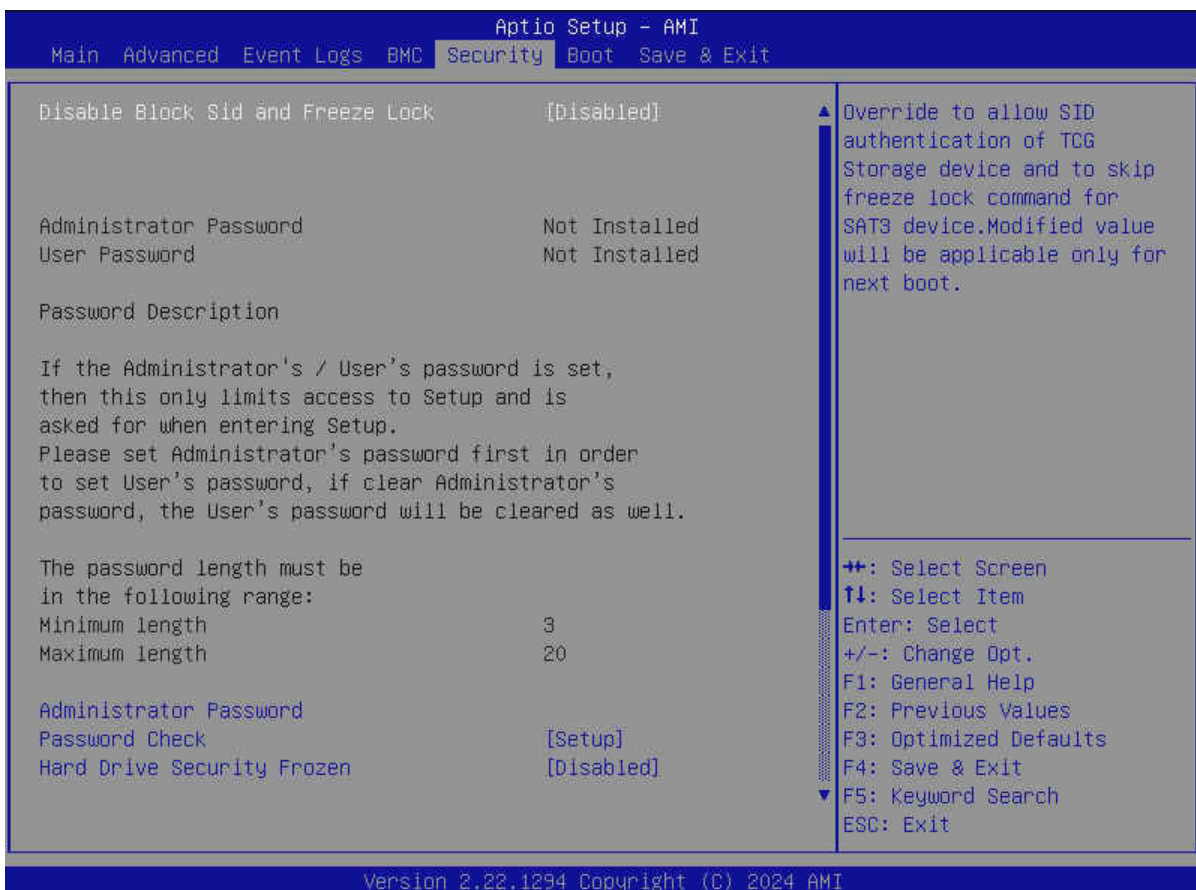 Aptio Setup – AMI
Main Advanced Event Logs BMC Security Boot Save & Exit
Disable Block Sid and Freeze Lock [Disabled]
Administrator Password Not Installed
User Password Not Installed
Password Description
If the Administrator's / User's password is set,
then this only limits access to Setup and is
asked for when entering Setup.
Please set Administrator's password first in order
to set User's password, if clear Administrator's
password, the User's password will be cleared as well.
The password length must be
in the following range:
Minimum length 3
Maximum length 20
Administrator Password
Password Check [Setup]
Hard Drive Security Frozen [Disabled]
Override to allow SID
authentication of TCG
Storage device and to skip
freeze lock command for
SAT3 device.Modified value
will be applicable only for
next boot.
→←: Select Screen
↑↓: Select Item
Enter: Select
+/-: Change Opt.
F1: General Help
F2: Previous Values
F3: Optimized Defaults
F4: Save & Exit
F5: Keyword Search
ESC: Exit
Version 2.22.1294 Copyright (C) 2024 AMI